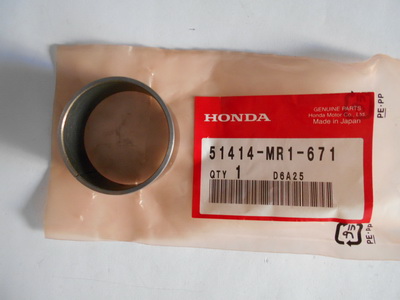 HONDA
GENUINE PARTS
Honda Motor Co., Ltd.
Made in Japan
51414-MR1-671
QTY 1 D6A25
PE·PP
PE·PP